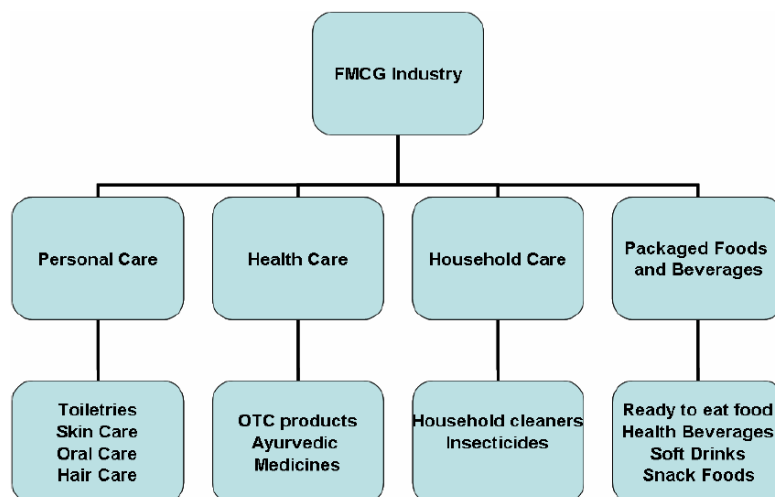 FMCG Industry
Personal Care
Health Care
Household Care
Packaged Foods
and Beverages
Toiletries
Skin Care
Oral Care
Hair Care
OTC products
Ayurvedic
Medicines
Household cleaners
Insecticides
Ready to eat food
Health Beverages
Soft Drinks
Snack Foods